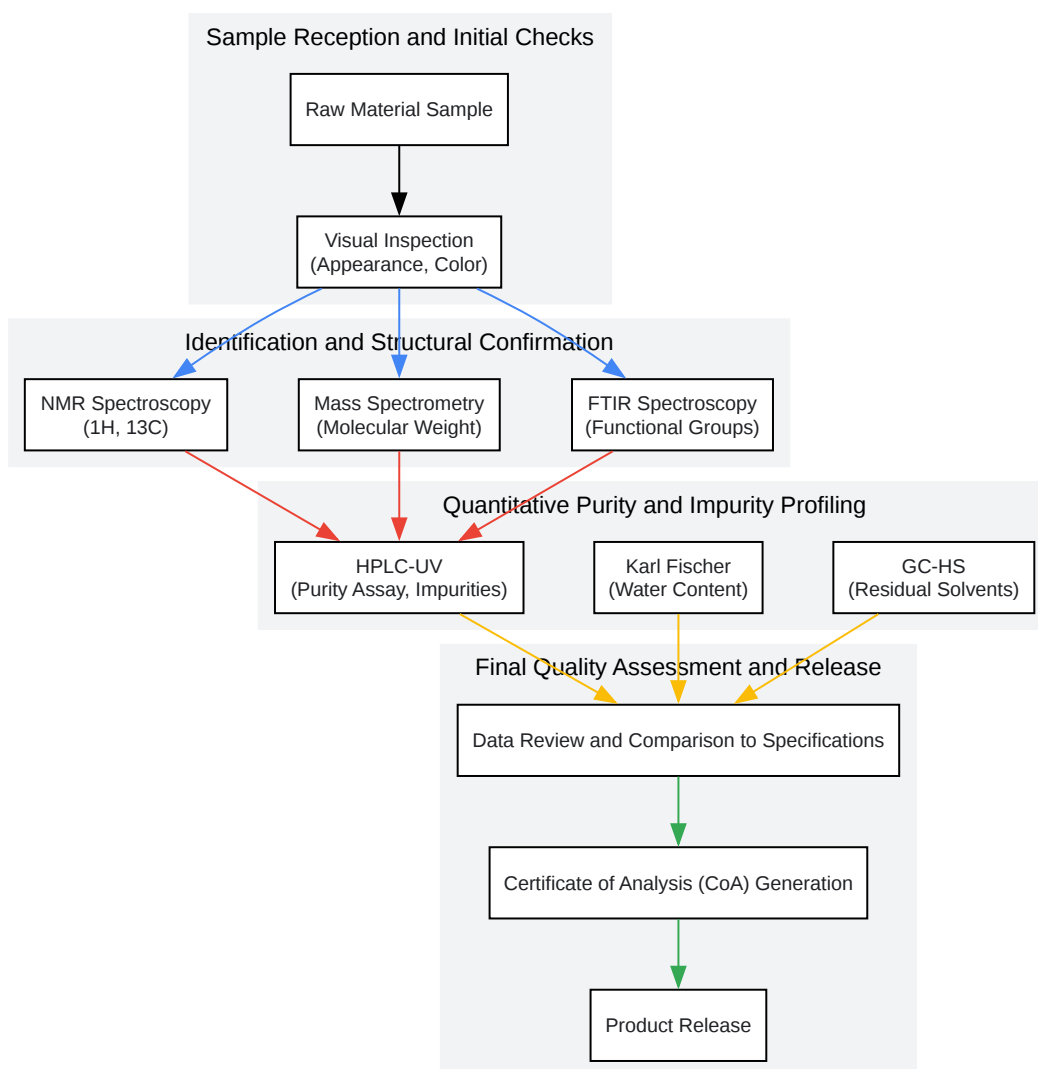 Sample Reception and Initial Checks
Raw Material Sample
Visual Inspection
(Appearance, Color)
Identification and Structural Confirmation
NMR Spectroscopy
(1H, 13C)
Mass Spectrometry
(Molecular Weight)
FTIR Spectroscopy
(Functional Groups)
Quantitative Purity and Impurity Profiling
HPLC-UV
(Purity Assay, Impurities)
Karl Fischer
(Water Content)
GC-HS
(Residual Solvents)
Final Quality Assessment and Release
Data Review and Comparison to Specifications
Certificate of Analysis (CoA) Generation
Product Release